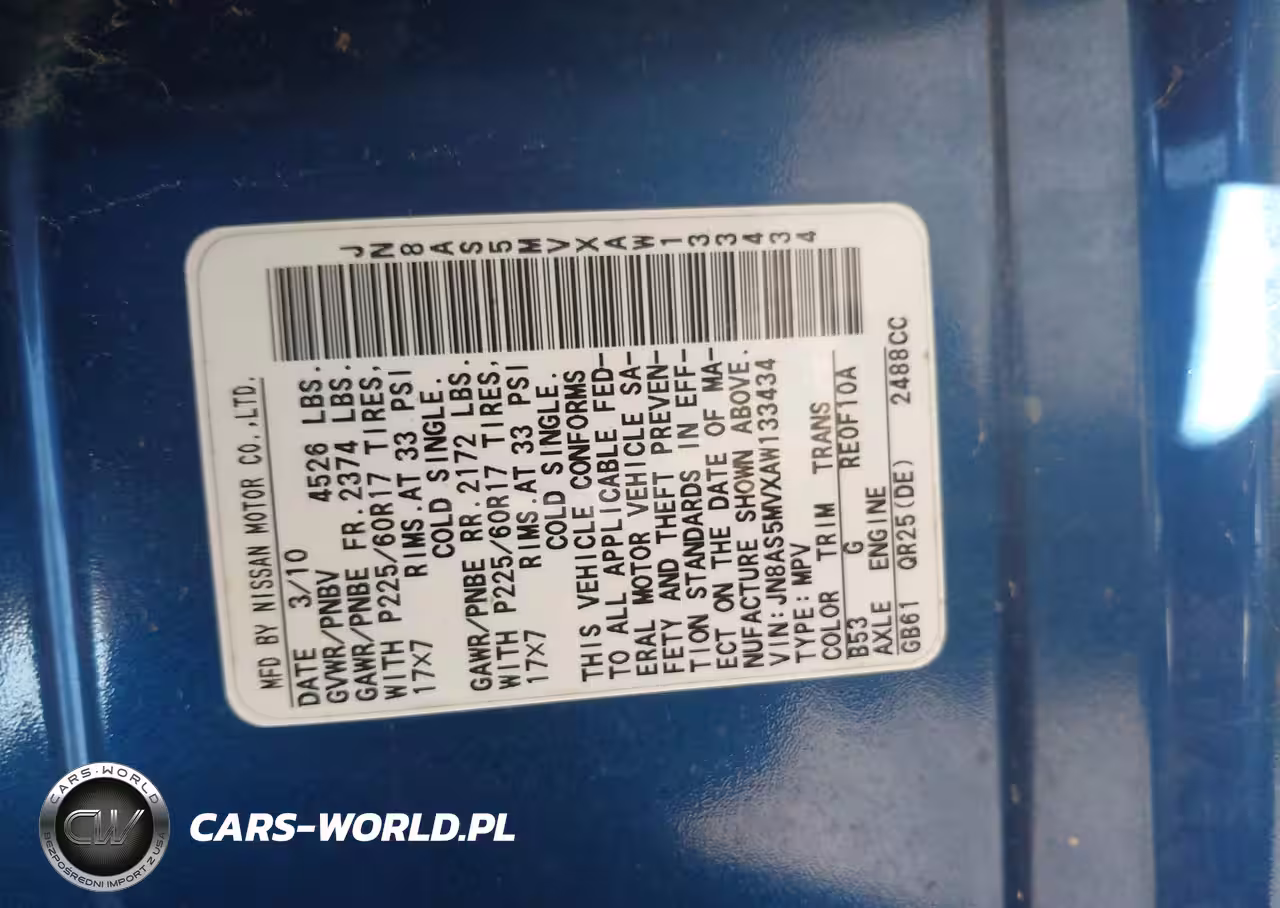 MFD BY NISSAN MOTOR CO.,LTD.
DATE 3/10
GVWR/PNBV 4526 LBS.
GAWR/PNBE FR.2374 LBS.
WITH P225/60R17 TIRES,
17X7 RIMS.AT 33 PSI
COLD SINGLE.
GAWR/PNBE RR.2172 LBS.
WITH P225/60R17 TIRES,
17X7 RIMS.AT 33 PSI
COLD SINGLE.
THIS VEHICLE CONFORMS
TO ALL APPLICABLE FED-
ERAL MOTOR VEHICLE SA-
FETY AND THEFT PREVEN-
TION STANDARDS IN EFF-
ECT ON THE DATE OF MA-
NUFACTURE SHOWN ABOVE.
VIN:JN8AS5MVXAW133434
TYPE:MPV
COLOR TRIM TRANS
B53 G RE0F10A
AXLE ENGINE
GB61 QR25(DE) 2488CC
JN8AS5MVXAW133434
CARS-WORLD
CW
BEZPOŚREDNI IMPORT Z USA
CARS-WORLD.PL